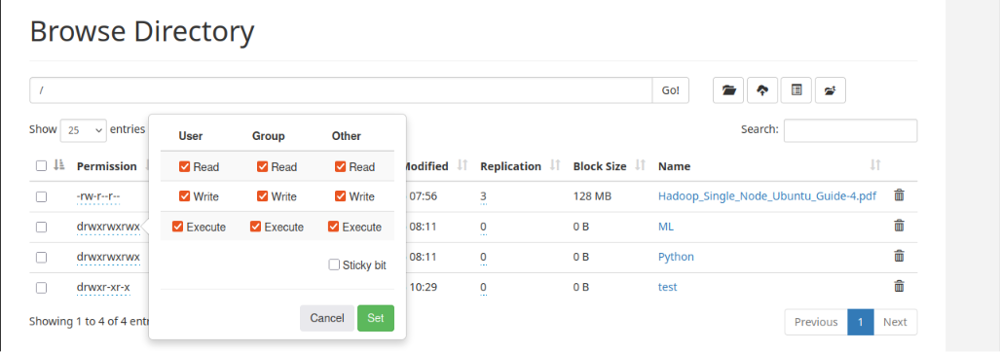 Browse Directory
/ Go!
Show 25 entries Search:
Permission Modified Replication Block Size Name
-rw-r--r-- 07:56 3 128 MB Hadoop_Single_Node_Ubuntu_Guide-4.pdf
drwxrwxrwx 08:11 0 0 B ML
drwxrwxrwx 08:11 0 0 B Python
drwxr-xr-x 10:29 0 0 B test
Showing 1 to 4 of 4 Previous 1 Next
User Group Other
Read Read Read
Write Write Write
Execute Execute Execute
Sticky bit
Cancel Set